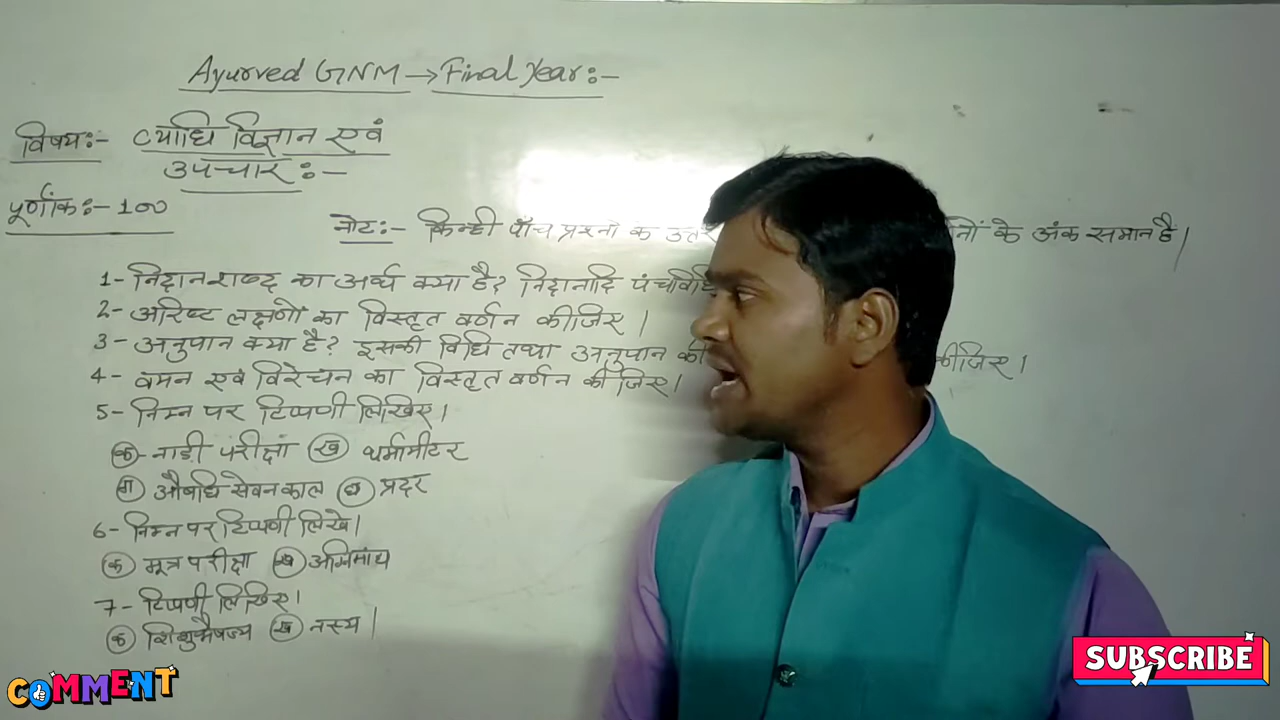 Ayurved GNM → Final Year:-
विषय:- व्याधि विज्ञान एवं
उपचार:-
पूर्णांक:- 100
नोट:- किन्ही पाँच प्रश्नो के उत्तर नों के अंक समान है।
1- निदान शब्द का अर्थ क्या है? निदानादि पंचविधि
2- अरिष्ट लक्षणों का विस्तृत वर्णन कीजिए।
3- अनुपान क्या है? इसकी विधि तथा अनुपान की कीजिए।
4- वमन एवं विरेचन का विस्तृत वर्णन कीजिए।
5- निम्न पर टिप्पणी लिखिए।
(क) नाड़ी परीक्षा (ख) थर्मामीटर
(ग) औषधि सेवन काल (घ) प्रदर
6- निम्न पर टिप्पणी लिखे।
(क) मूत्र परीक्षा (ख) अग्निमांद्य
7- टिप्पणी लिखिए।
(क) शिशुभैषज्य (ख) नस्य।
COMMENT
SUBSCRIBE